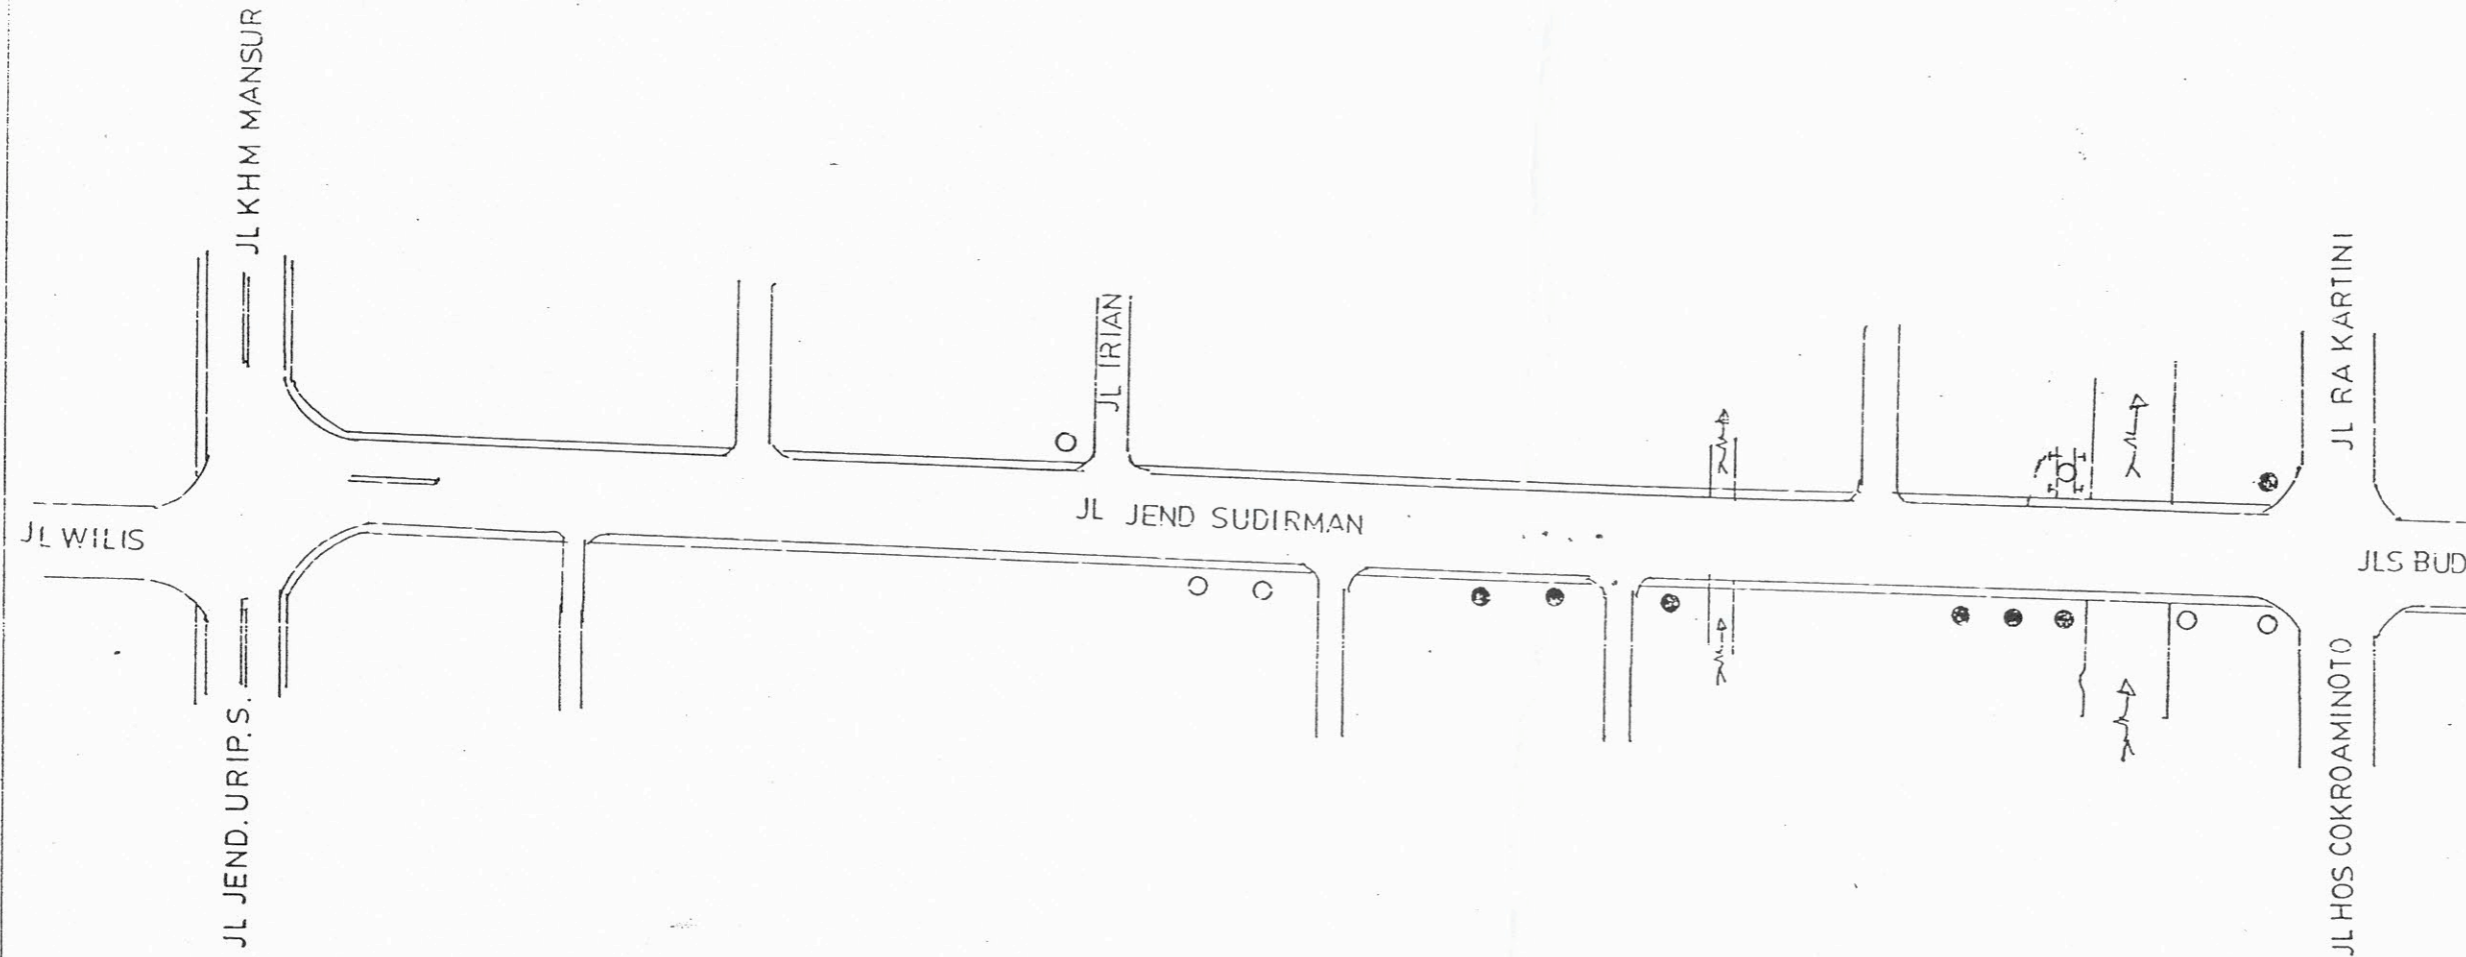 JL KHM MANSUR
JL WILIS
JL JEND. URIP. S.
JL IRIAN
JL JEND SUDIRMAN
JL RA KARTINI
JL S BUD
JL HOS COKROAMINOTO